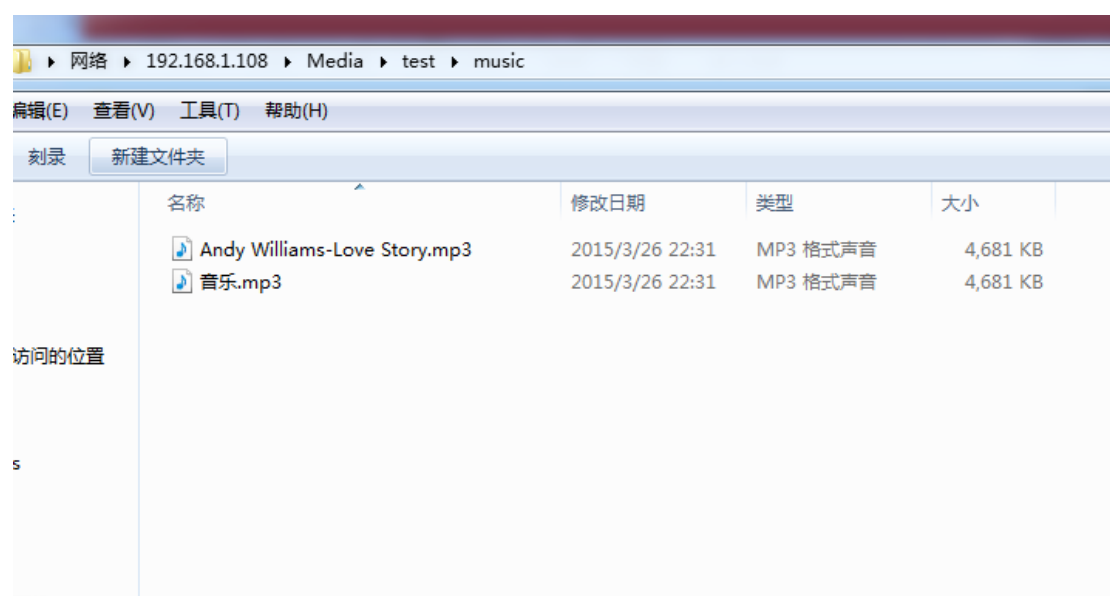 网络 192.168.1.108 Media test music
编辑(E) 查看(V) 工具(T) 帮助(H)
刻录 新建文件夹
名称 修改日期 类型 大小
Andy Williams-Love Story.mp3 2015/3/26 22:31 MP3 格式声音 4,681 KB
音乐.mp3 2015/3/26 22:31 MP3 格式声音 4,681 KB
访问的位置
s